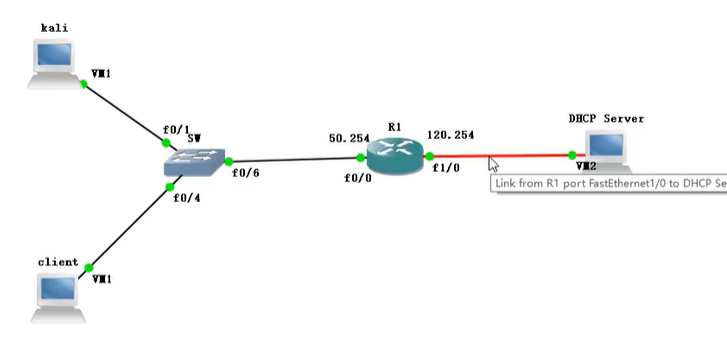 kali
VM1
f0/1
SW
f0/6
f0/4
client
VM1
50.254
R1
120.254
f0/0
f1/0
DHCP Server
VM2
Link from R1 port FastEthernet1/0 to DHCP Se